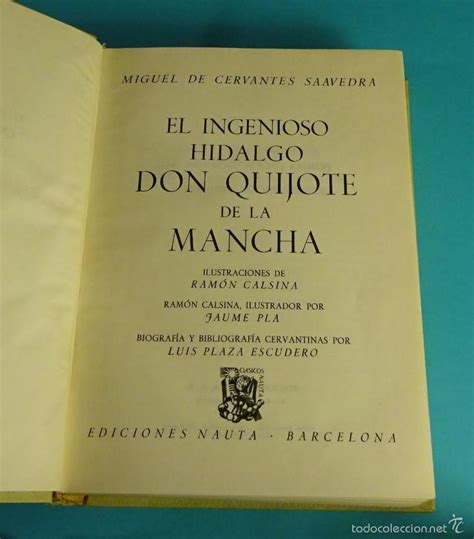 MIGUEL DE CERVANTES SAAVEDRA
EL INGENIOSO
HIDALGO
DON QUIJOTE
DE LA
MANCHA
ILUSTRACIONES DE
RAMÓN CALSINA
RAMÓN CALSINA, ILUSTRADOR POR
JAUME PLA
BIOGRAFÍA Y BIBLIOGRAFÍA CERVANTINAS POR
LUIS PLAZA ESCUDERO
CLASICOS
NAUTA
EDICIONES NAUTA · BARCELONA
todocoleccion.net